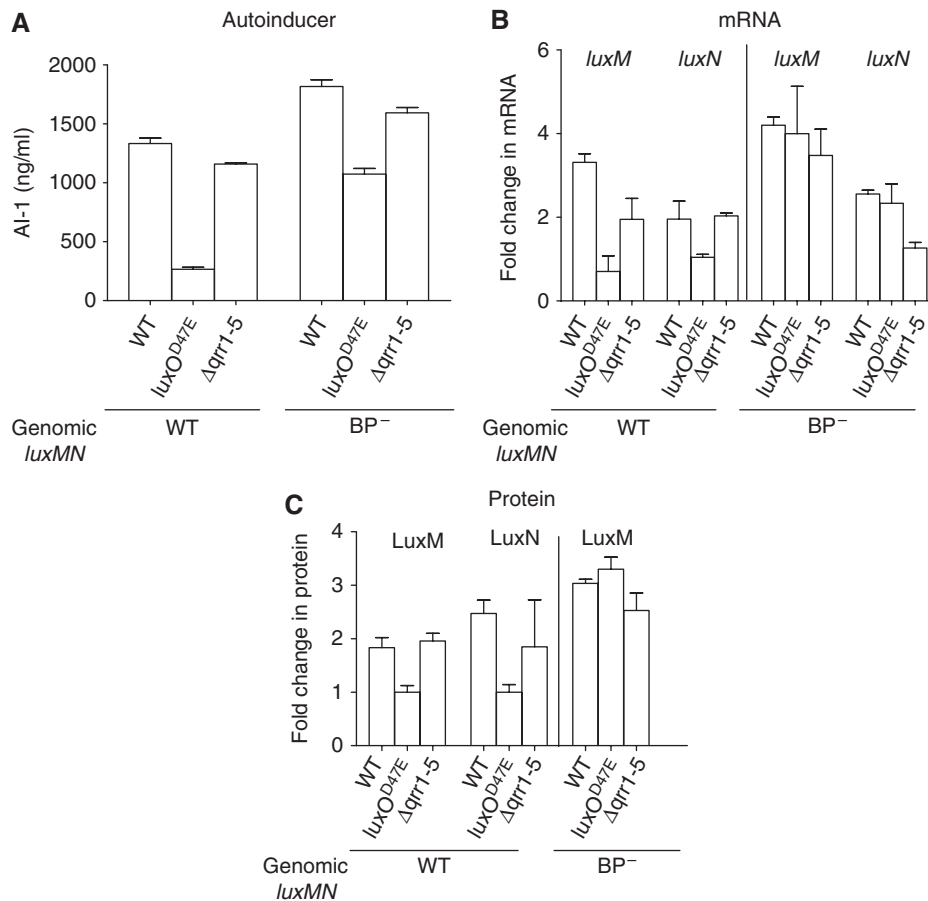 A
Autoinducer
AI-1 (ng/ml)
2000
1500
1000
500
0
WT
luxO^D47E
Δqrr1-5
WT
luxO^D47E
Δqrr1-5
Genomic
luxMN
WT
BP⁻
B
mRNA
Fold change in mRNA
6
4
2
0
luxM
luxN
luxM
luxN
WT
luxO^D47E
Δqrr1-5
WT
luxO^D47E
Δqrr1-5
WT
luxO^D47E
Δqrr1-5
WT
luxO^D47E
Δqrr1-5
Genomic
luxMN
WT
BP⁻
C
Protein
Fold change in protein
4
3
2
1
0
LuxM
LuxN
LuxM
WT
luxO^D47E
Δqrr1-5
WT
luxO^D47E
Δqrr1-5
WT
luxO^D47E
Δqrr1-5
Genomic
luxMN
WT
BP⁻